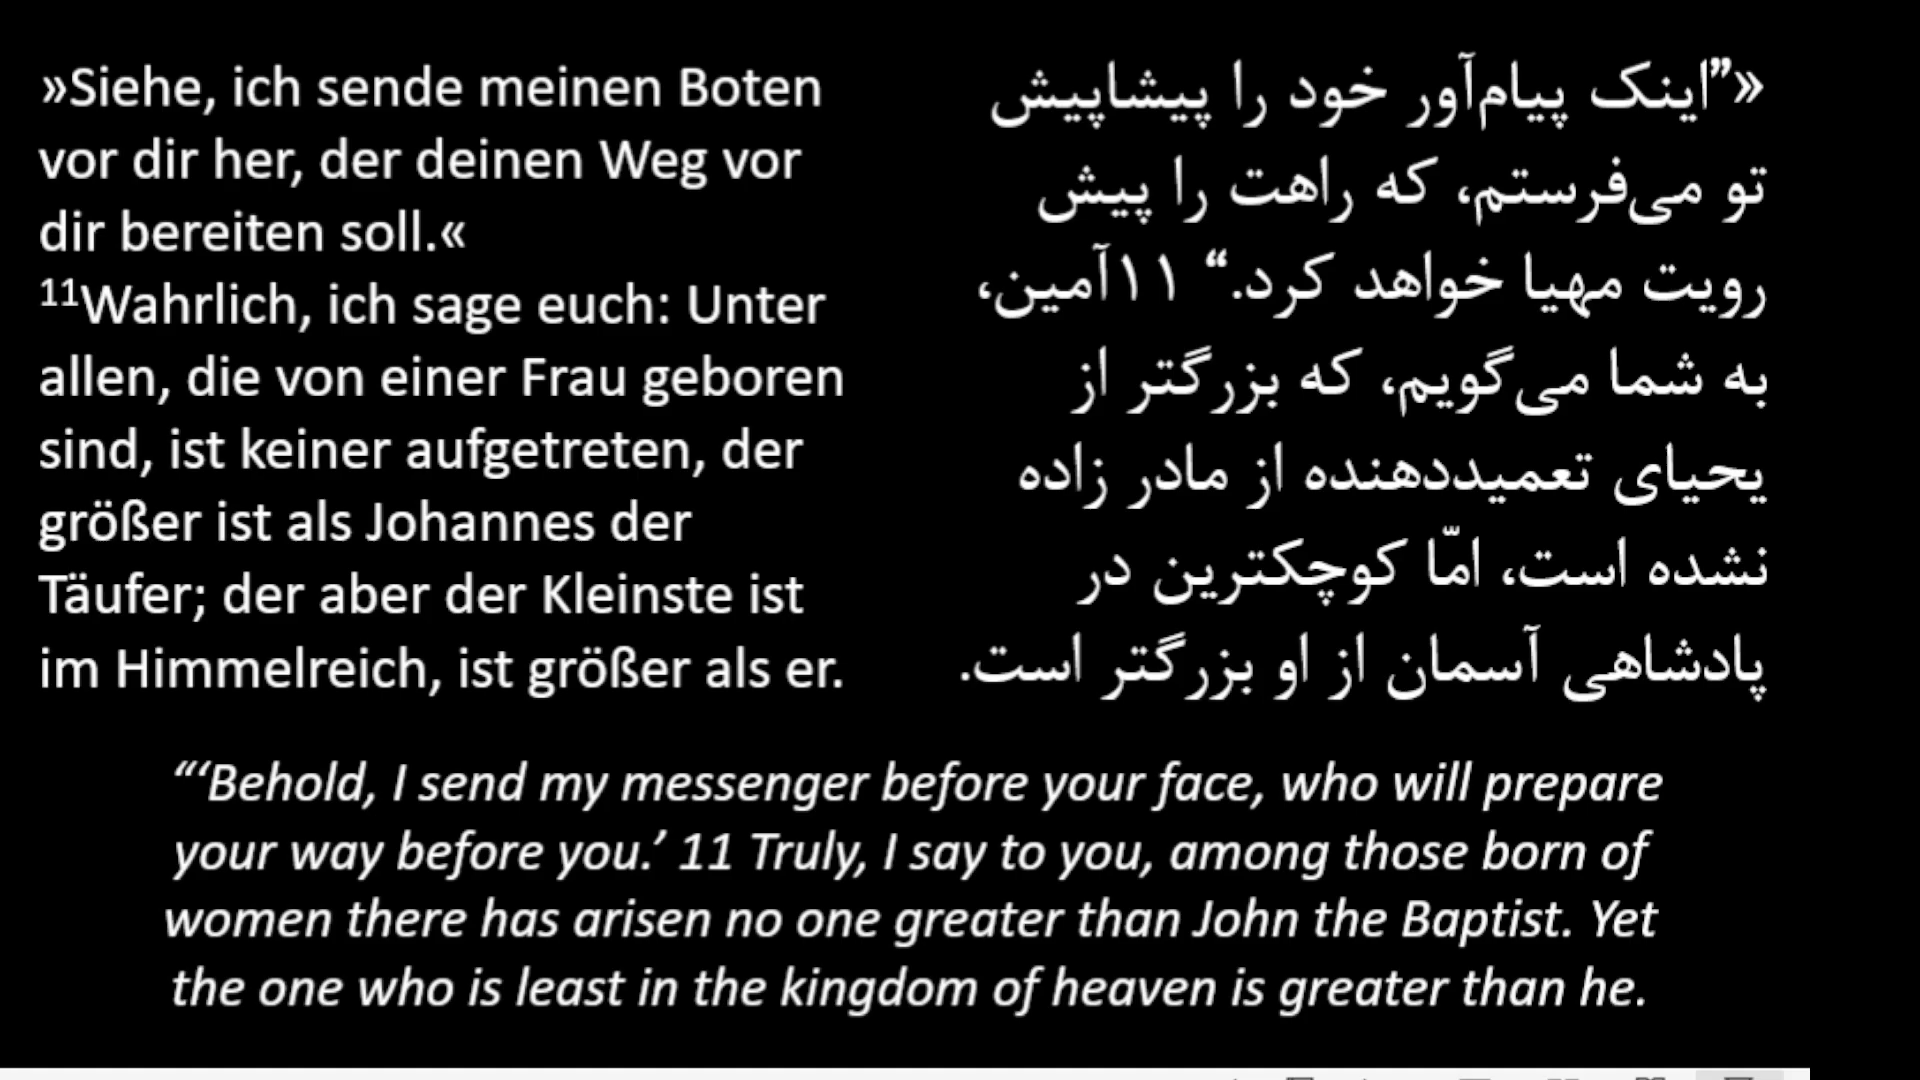 »Siehe, ich sende meinen Boten
vor dir her, der deinen Weg vor
dir bereiten soll.«
¹¹Wahrlich, ich sage euch: Unter
allen, die von einer Frau geboren
sind, ist keiner aufgetreten, der
größer ist als Johannes der
Täufer; der aber der Kleinste ist
im Himmelreich, ist größer als er.
«”اینک پیام‌آور خود را پیشاپیش
تو می‌فرستم، که راهت را پیش
رویت مهیا خواهد کرد.“ ۱۱آمین،
به شما می‌گویم، که بزرگتر از
یحیای تعمیددهنده از مادر زاده
نشده است، امّا کوچکترین در
پادشاهی آسمان از او بزرگتر است.
“‘Behold, I send my messenger before your face, who will prepare
your way before you.’ 11 Truly, I say to you, among those born of
women there has arisen no one greater than John the Baptist. Yet
the one who is least in the kingdom of heaven is greater than he.